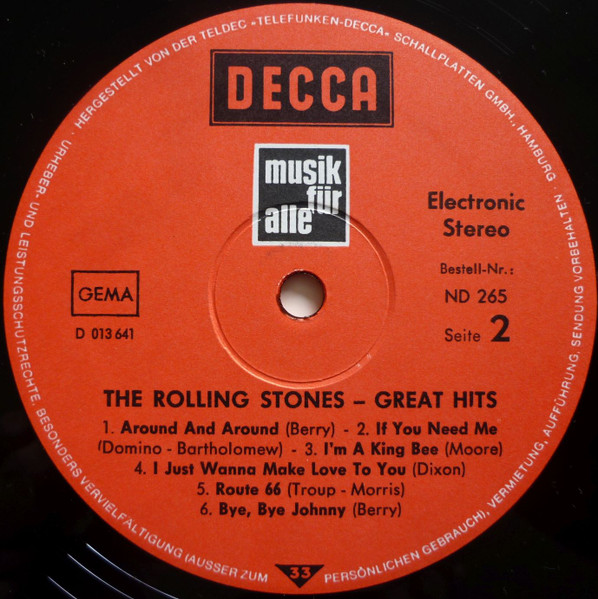 HERGESTELLT VON DER TELDEC »TELEFUNKEN-DECCA« SCHALLPLATTEN GMBH., HAMBURG ·
URHEBER- UND LEISTUNGSSCHUTZRECHTE, BESONDERS VERVIELFÄLTIGUNG (AUSSER ZUM PERSÖNLICHEN GEBRAUCH), VERMIETUNG, AUFFÜHRUNG, SENDUNG VORBEHALTEN ·
DECCA
musik
für
alle
Electronic
Stereo
Bestell-Nr.:
ND 265
Seite 2
GEMA
D 013 641
THE ROLLING STONES – GREAT HITS
1. Around And Around (Berry) - 2. If You Need Me
(Domino - Bartholomew) - 3. I'm A King Bee (Moore)
4. I Just Wanna Make Love To You (Dixon)
5. Route 66 (Troup - Morris)
6. Bye, Bye Johnny (Berry)
33